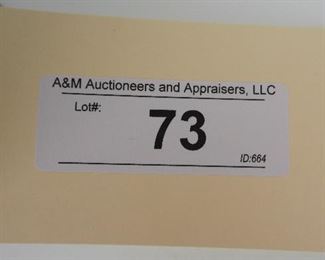 A&M Auctioneers and Appraisers, LLC
Lot#:
73
ID:664